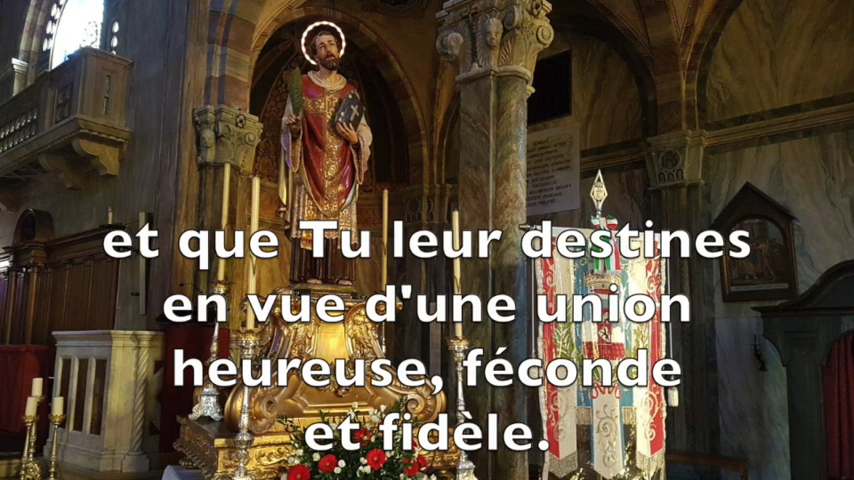 et que Tu leur destines
en vue d'une union
heureuse, féconde
et fidèle.